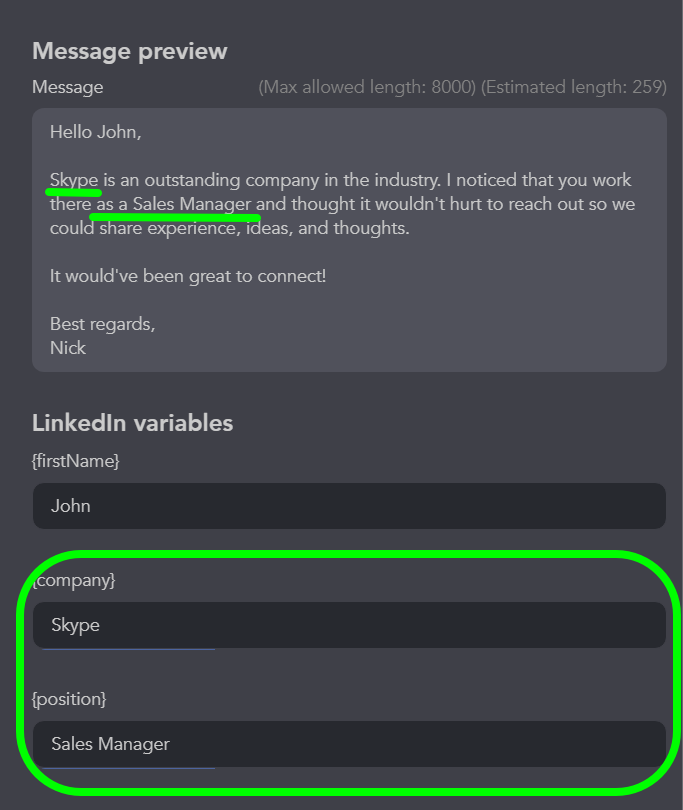 Message preview
Message (Max allowed length: 8000) (Estimated length: 259)
Hello John,
Skype is an outstanding company in the industry. I noticed that you work
there as a Sales Manager and thought it wouldn't hurt to reach out so we
could share experience, ideas, and thoughts.
It would've been great to connect!
Best regards,
Nick
LinkedIn variables
{firstName}
John
{company}
Skype
{position}
Sales Manager